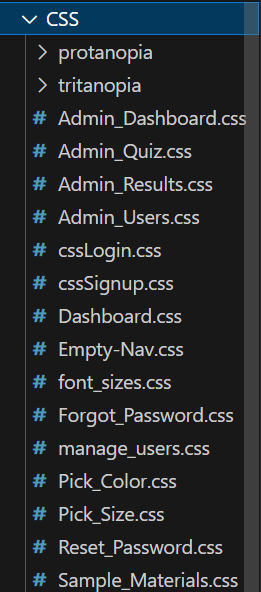 CSS
protanopia
tritanopia
# Admin_Dashboard.css
# Admin_Quiz.css
# Admin_Results.css
# Admin_Users.css
# cssLogin.css
# cssSignup.css
# Dashboard.css
# Empty-Nav.css
# font_sizes.css
# Forgot_Password.css
# manage_users.css
# Pick_Color.css
# Pick_Size.css
# Reset_Password.css
# Sample_Materials.css